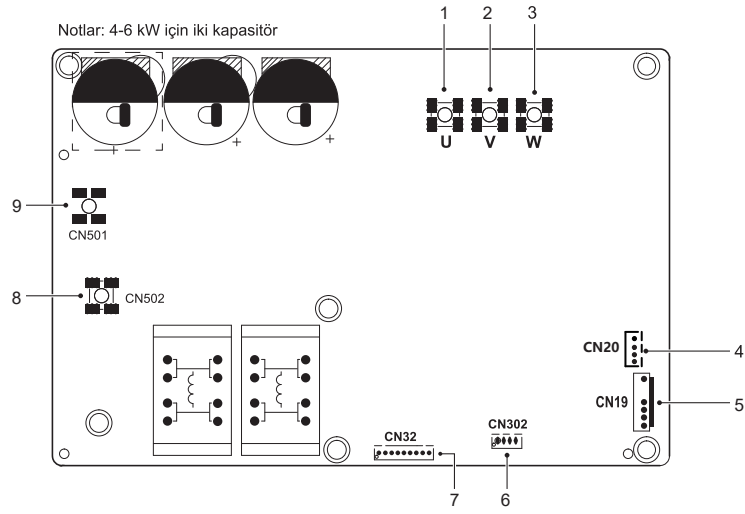 1 2 3
Notlar: 4-6 kW için iki kapasitör
+ + +
U V W
9
CN501
8 CN502
CN20 4
CN19 5
CN32 CN302
7 6